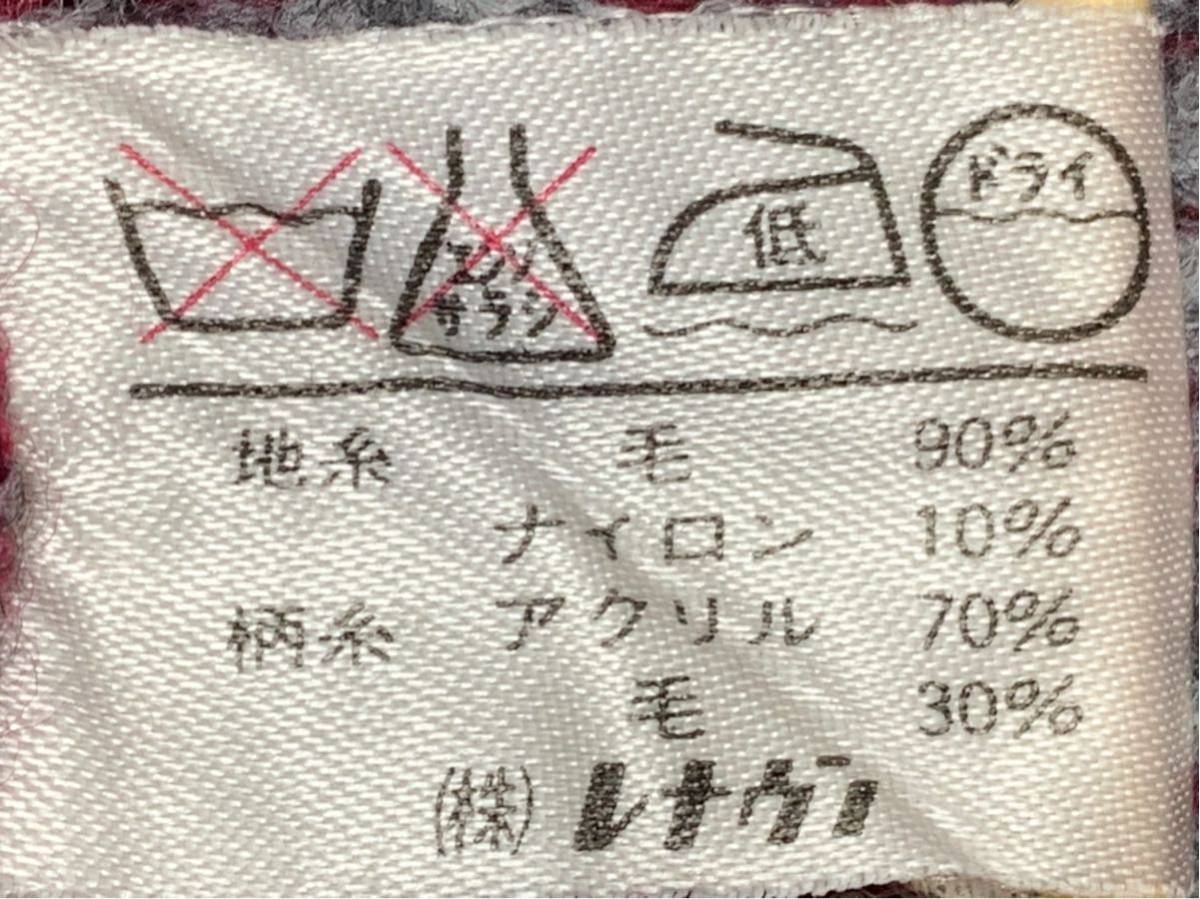 エンソ
サラシ
低
ドライ
地糸 毛 90%
ナイロン 10%
柄糸 アクリル 70%
毛 30%
㈱ レナウン